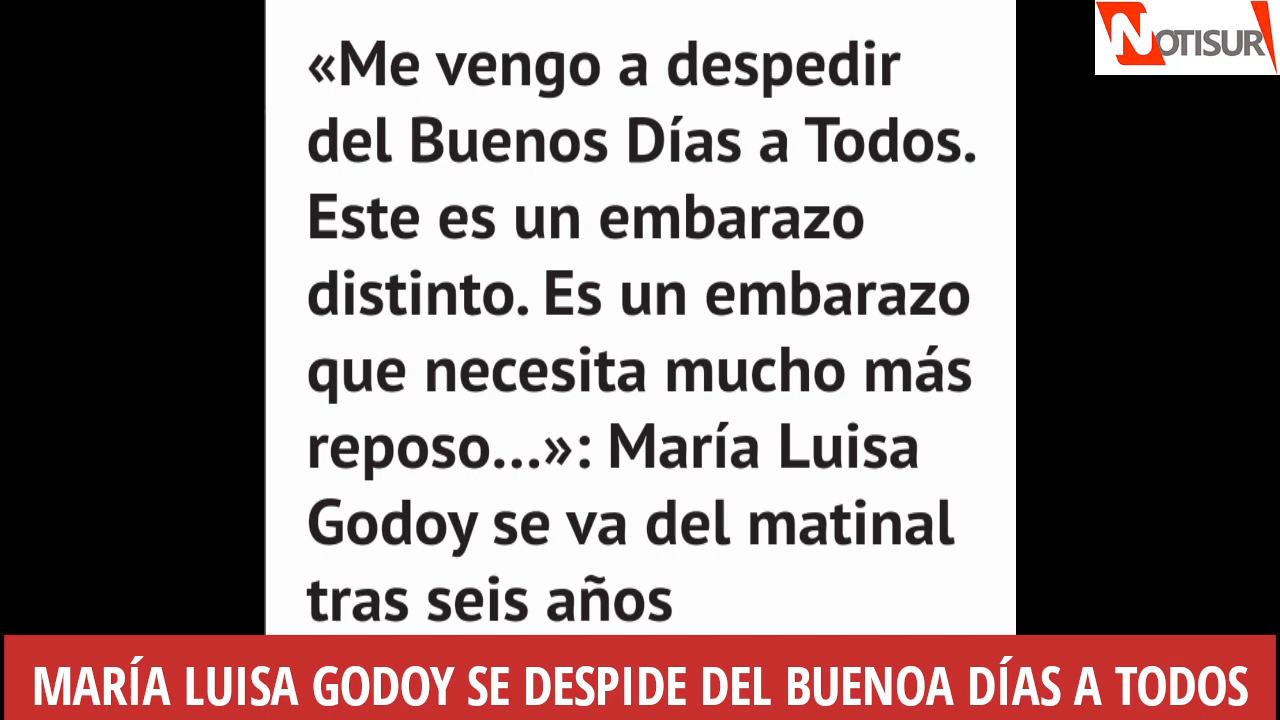 NOTISUR
«Me vengo a despedir
del Buenos Días a Todos.
Este es un embarazo
distinto. Es un embarazo
que necesita mucho más
reposo...»: María Luisa
Godoy se va del matinal
tras seis años
MARÍA LUISA GODOY SE DESPIDE DEL BUENOA DÍAS A TODOS